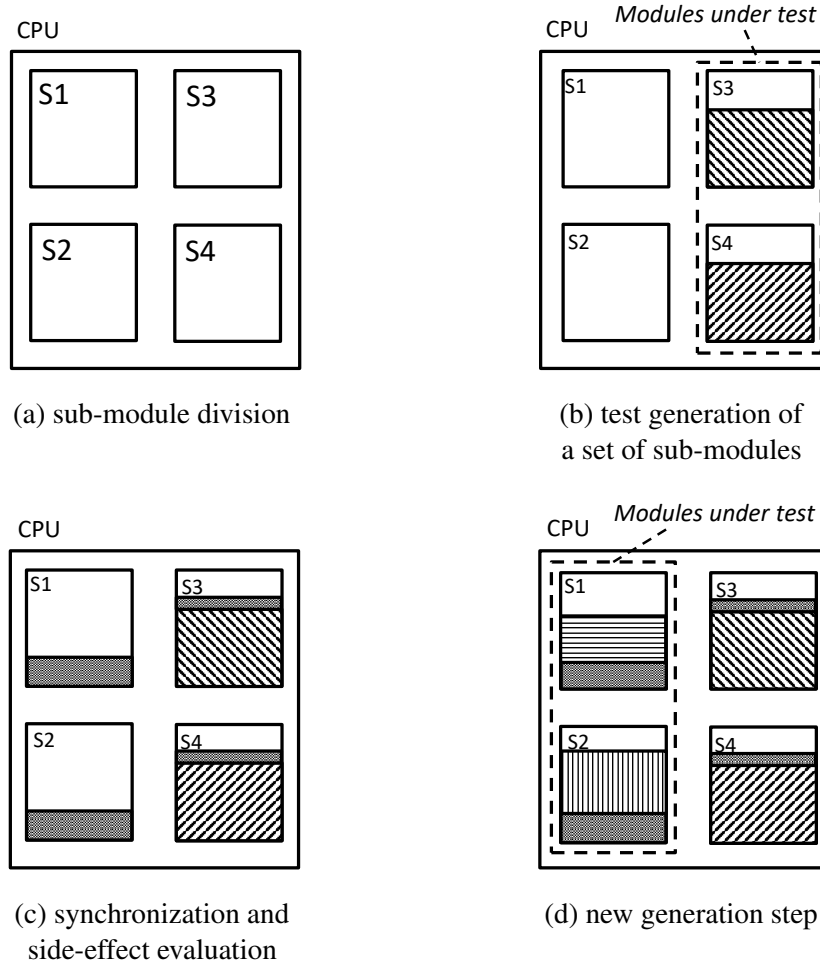 CPU
S1
S3
S2
S4
(a) sub-module division
Modules under test
CPU
S1
S3
S2
S4
(b) test generation of
a set of sub-modules
CPU
S1
S3
S2
S4
(c) synchronization and
side-effect evaluation
Modules under test
CPU
S1
S3
S2
S4
(d) new generation step